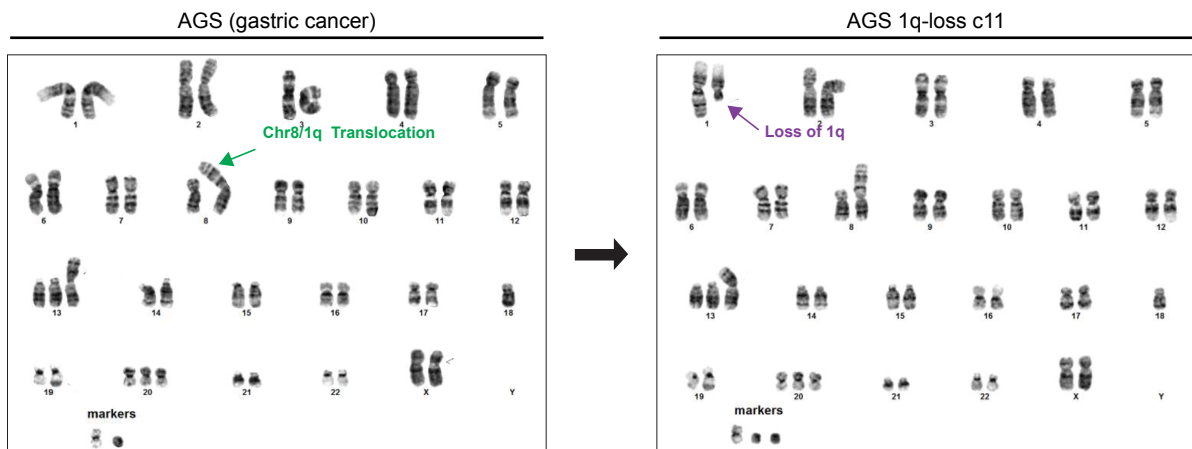 AGS (gastric cancer)
1 2 3 4 5
Chr8/1q Translocation
6 7 8 9 10 11 12
13 14 15 16 17 18
19 20 21 22 X Y
markers
AGS 1q-loss c11
1 2 3 4 5
Loss of 1q
6 7 8 9 10 11 12
13 14 15 16 17 18
19 20 21 22 X Y
markers